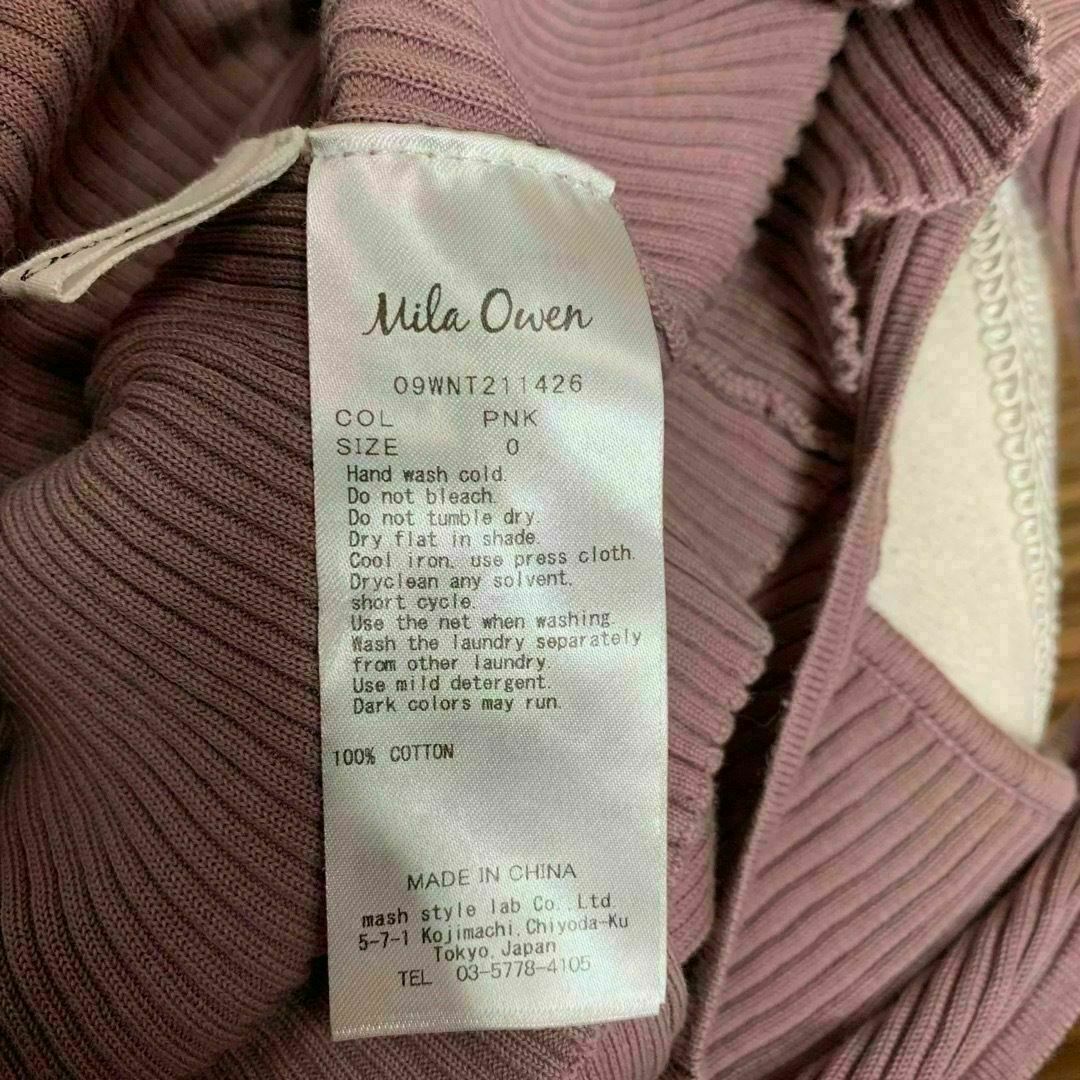 Mila Owen
09WNT211426
COL PNK
SIZE 0
Hand wash cold.
Do not bleach.
Do not tumble dry.
Dry flat in shade.
Cool iron. use press cloth.
Dryclean any solvent.
short cycle.
Use the net when washing.
Wash the laundry separately
from other laundry.
Use mild detergent.
Dark colors may run.
100% COTTON
MADE IN CHINA
mash style lab Co., Ltd
5-7-1 Kojimachi, Chiyoda-Ku
Tokyo, Japan
TEL 03-5778-4105